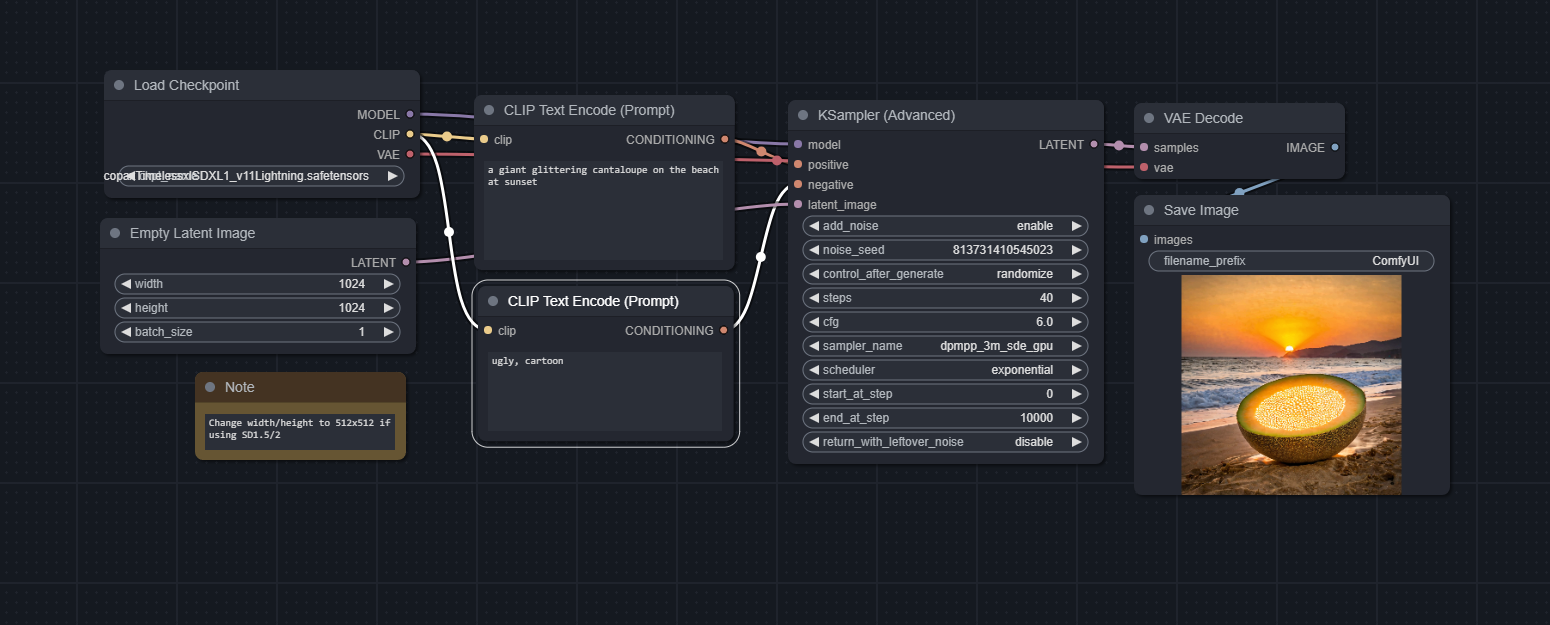 Load Checkpoint
MODEL
CLIP
VAE
SDXL1_v11Lightning.safetensors
Empty Latent Image
LATENT
width 1024
height 1024
batch_size 1
Note
Change width/height to 512x512 if
using SD1.5/2
CLIP Text Encode (Prompt)
clip CONDITIONING
a giant glittering cantaloupe on the beach
at sunset
CLIP Text Encode (Prompt)
clip CONDITIONING
ugly, cartoon
KSampler (Advanced)
model LATENT
positive
negative
latent_image
add_noise enable
noise_seed 813731410545023
control_after_generate randomize
steps 40
cfg 6.0
sampler_name dpmpp_3m_sde_gpu
scheduler exponential
start_at_step 0
end_at_step 10000
return_with_leftover_noise disable
VAE Decode
samples IMAGE
vae
Save Image
images
filename_prefix ComfyUI